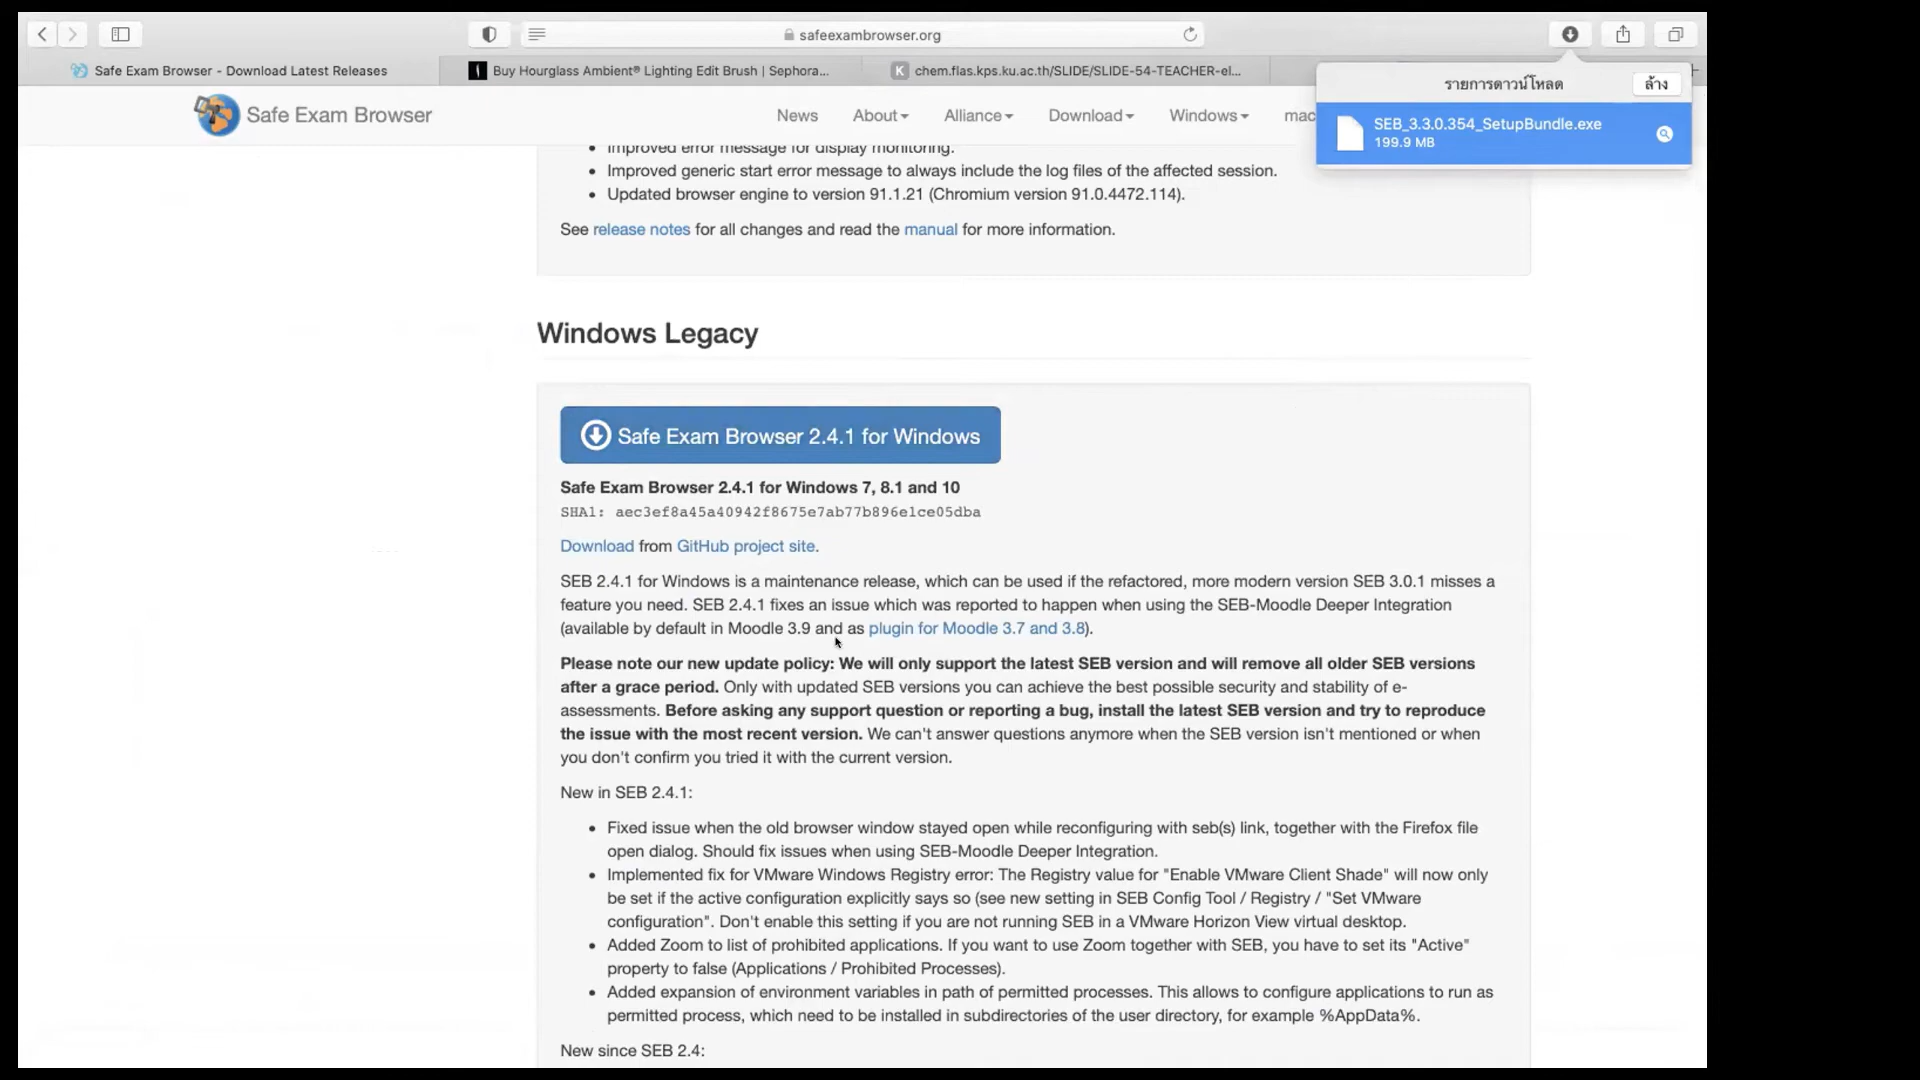 safeexambrowser.org
Safe Exam Browser - Download Latest Releases
Buy Hourglass Ambient® Lighting Edit Brush | Sephora...
K chem.flas.kps.ku.ac.th/SLIDE/SLIDE-54-TEACHER-el...
รายการดาวน์โหลด
ล้าง
SEB_3.3.0.354_SetupBundle.exe
199.9 MB
Safe Exam Browser
News About Alliance Download Windows mac
• Improved error message for display monitoring.
• Improved generic start error message to always include the log files of the affected session.
• Updated browser engine to version 91.1.21 (Chromium version 91.0.4472.114).
See release notes for all changes and read the manual for more information.
Windows Legacy
Safe Exam Browser 2.4.1 for Windows
Safe Exam Browser 2.4.1 for Windows 7, 8.1 and 10
SHA1: aec3ef8a45a40942f8675e7ab77b896e1ce05dba
Download from GitHub project site.
SEB 2.4.1 for Windows is a maintenance release, which can be used if the refactored, more modern version SEB 3.0.1 misses a
feature you need. SEB 2.4.1 fixes an issue which was reported to happen when using the SEB-Moodle Deeper Integration
(available by default in Moodle 3.9 and as plugin for Moodle 3.7 and 3.8).
Please note our new update policy: We will only support the latest SEB version and will remove all older SEB versions
after a grace period. Only with updated SEB versions you can achieve the best possible security and stability of e-
assessments. Before asking any support question or reporting a bug, install the latest SEB version and try to reproduce
the issue with the most recent version. We can't answer questions anymore when the SEB version isn't mentioned or when
you don't confirm you tried it with the current version.
New in SEB 2.4.1:
• Fixed issue when the old browser window stayed open while reconfiguring with seb(s) link, together with the Firefox file
open dialog. Should fix issues when using SEB-Moodle Deeper Integration.
• Implemented fix for VMware Windows Registry error: The Registry value for "Enable VMware Client Shade" will now only
be set if the active configuration explicitly says so (see new setting in SEB Config Tool / Registry / "Set VMware
configuration". Don't enable this setting if you are not running SEB in a VMware Horizon View virtual desktop.
• Added Zoom to list of prohibited applications. If you want to use Zoom together with SEB, you have to set its "Active"
property to false (Applications / Prohibited Processes).
• Added expansion of environment variables in path of permitted processes. This allows to configure applications to run as
permitted process, which need to be installed in subdirectories of the user directory, for example %AppData%.
New since SEB 2.4: